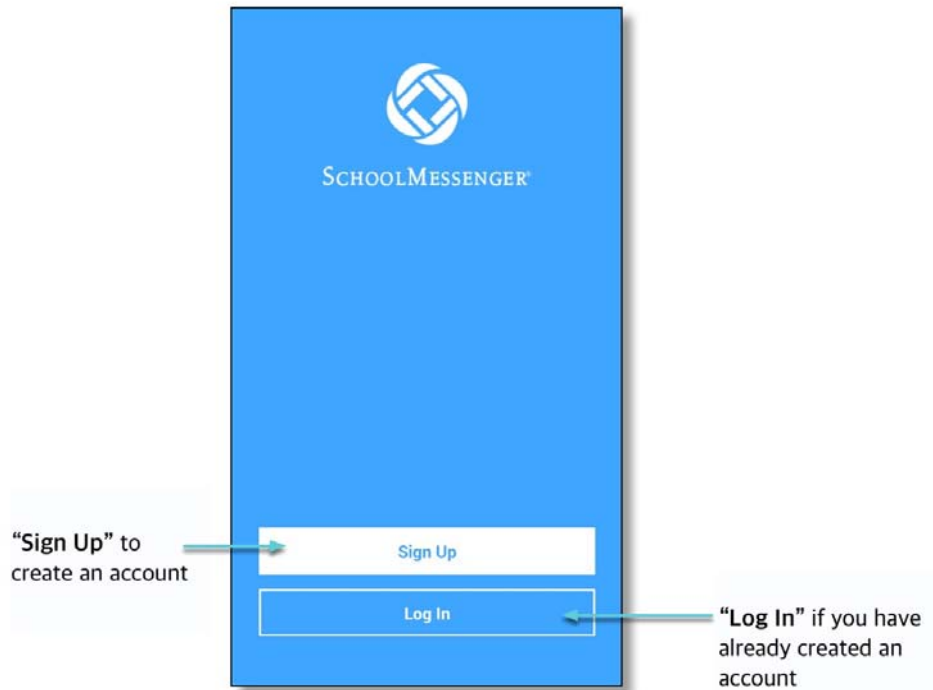 SCHOOLMESSENGER®
“Sign Up” to
create an account
Sign Up
Log In
“Log In” if you have
already created an
account